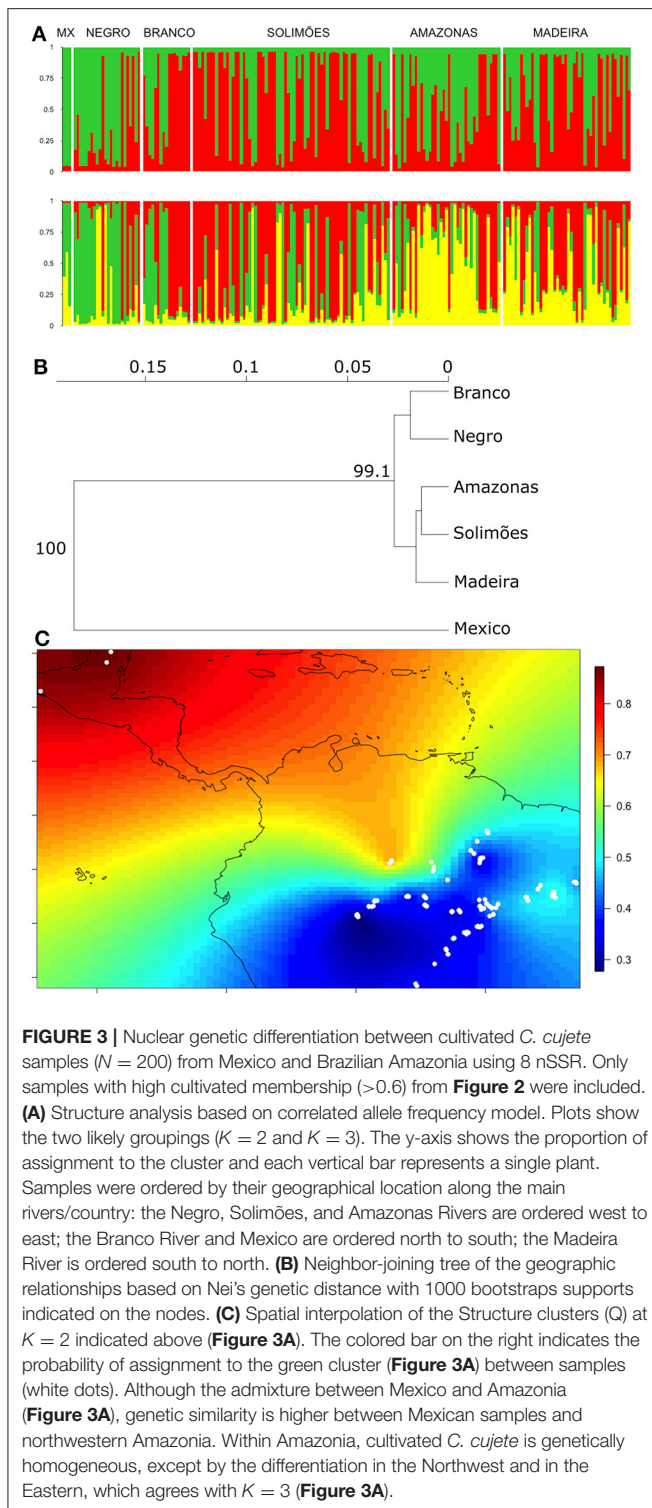 A
MX NEGRO BRANCO SOLIMÕES AMAZONAS MADEIRA
1
0.75
0.5
0.25
0
1
0.75
0.5
0.25
0
B
0.15 0.1 0.05 0
Branco
Negro
99.1
Amazonas
Solimões
100
Madeira
Mexico
C
0.8
0.7
0.6
0.5
0.4
0.3
FIGURE 3 | Nuclear genetic differentiation between cultivated C. cujete
samples (N = 200) from Mexico and Brazilian Amazonia using 8 nSSR. Only
samples with high cultivated membership (>0.6) from Figure 2 were included.
(A) Structure analysis based on correlated allele frequency model. Plots show
the two likely groupings (K = 2 and K = 3). The y-axis shows the proportion of
assignment to the cluster and each vertical bar represents a single plant.
Samples were ordered by their geographical location along the main
rivers/country: the Negro, Solimões, and Amazonas Rivers are ordered west to
east; the Branco River and Mexico are ordered north to south; the Madeira
River is ordered south to north. (B) Neighbor-joining tree of the geographic
relationships based on Nei's genetic distance with 1000 bootstraps supports
indicated on the nodes. (C) Spatial interpolation of the Structure clusters (Q) at
K = 2 indicated above (Figure 3A). The colored bar on the right indicates the
probability of assignment to the green cluster (Figure 3A) between samples
(white dots). Although the admixture between Mexico and Amazonia
(Figure 3A), genetic similarity is higher between Mexican samples and
northwestern Amazonia. Within Amazonia, cultivated C. cujete is genetically
homogeneous, except by the differentiation in the Northwest and in the
Eastern, which agrees with K = 3 (Figure 3A).